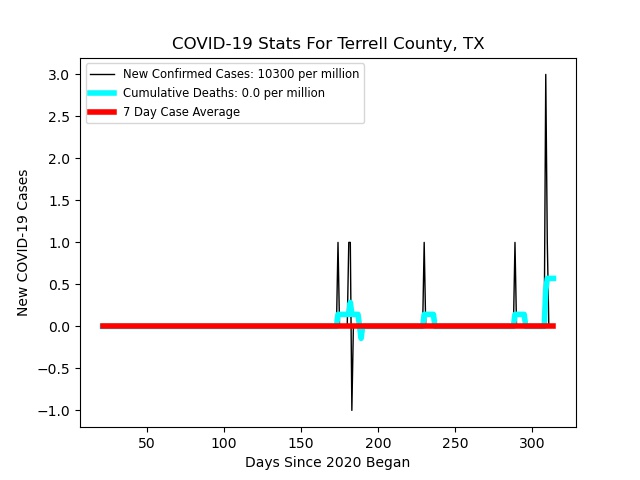 COVID-19 Stats For Terrell County, TX
New Confirmed Cases: 10300 per million
Cumulative Deaths: 0.0 per million
7 Day Case Average
3.0
2.5
2.0
1.5
1.0
0.5
0.0
−0.5
−1.0
New COVID-19 Cases
50 100 150 200 250 300
Days Since 2020 Began